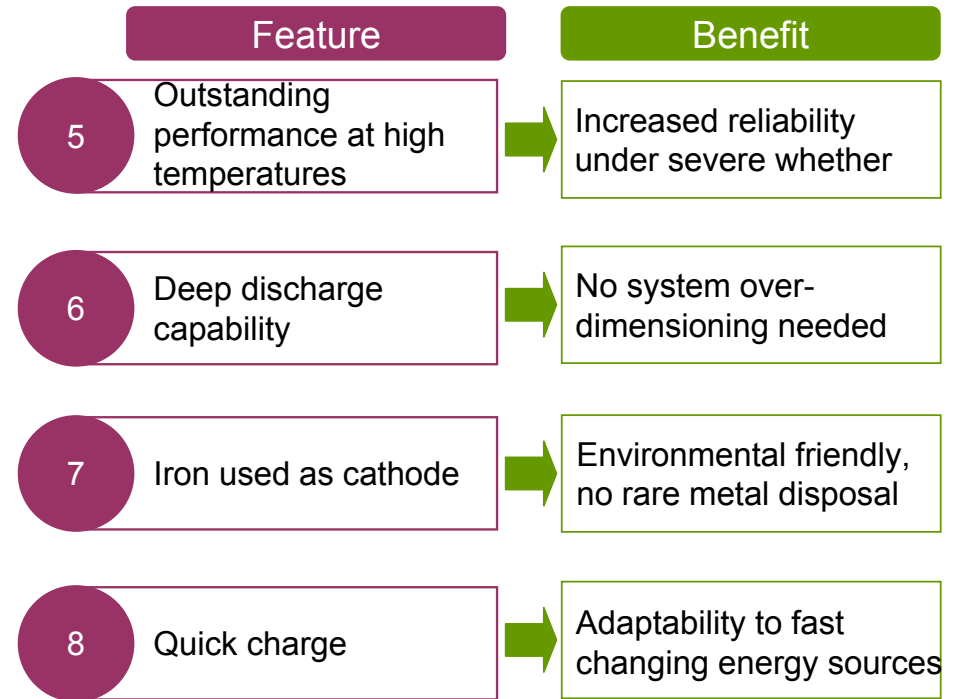 Feature
Benefit
5
Outstanding
performance at high
temperatures
Increased reliability
under severe whether
6
Deep discharge
capability
No system over-
dimensioning needed
7
Iron used as cathode
Environmental friendly,
no rare metal disposal
8
Quick charge
Adaptability to fast
changing energy sources